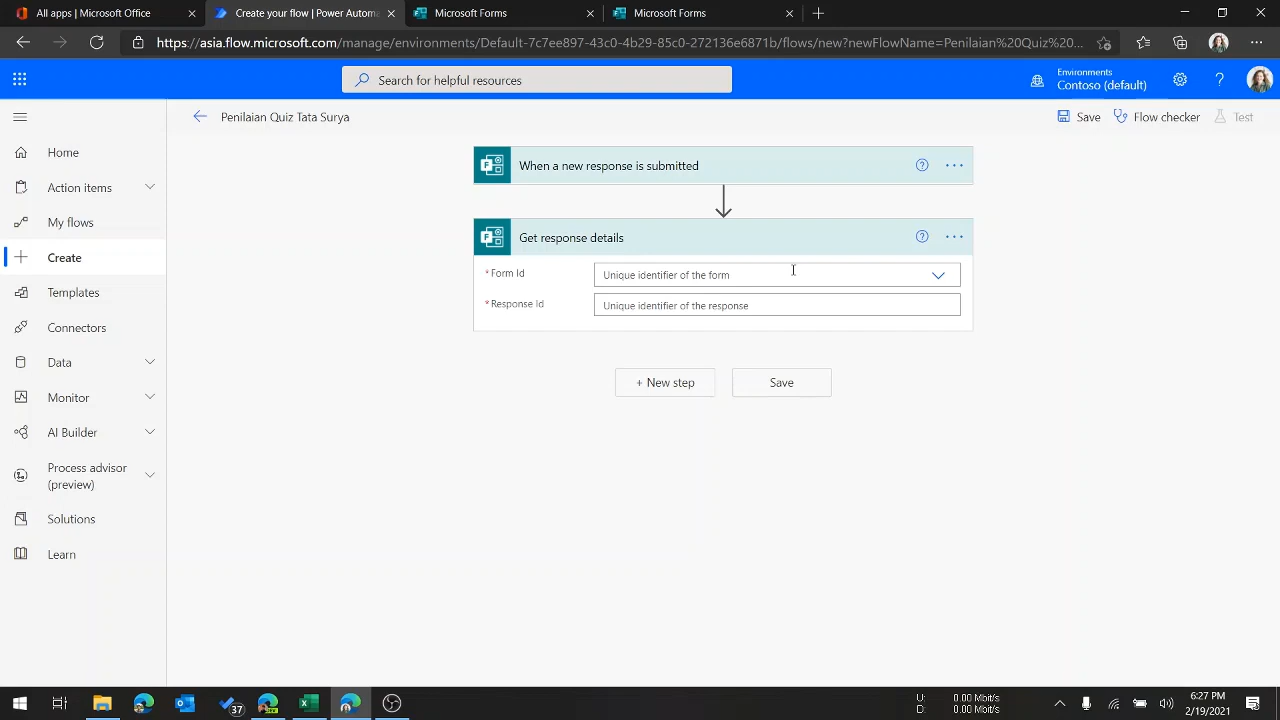 All apps | Microsoft Office
Create your flow | Power Automa
Microsoft Forms
Microsoft Forms
https://asia.flow.microsoft.com/manage/environments/Default-7c7ee897-43c0-4b29-85c0-272136e6871b/flows/new?newFlowName=Penilaian%20Quiz%20...
Search for helpful resources
Environments
Contoso (default)
Penilaian Quiz Tata Surya
Save
Flow checker
Test
Home
Action items
My flows
Create
Templates
Connectors
Data
Monitor
AI Builder
Process advisor
(preview)
Solutions
Learn
When a new response is submitted
Get response details
* Form Id
Unique identifier of the form
* Response Id
Unique identifier of the response
+ New step
Save
37
U: 0.00 Mbit/s
D: 0.00 Mbit/s
6:27 PM
2/19/2021